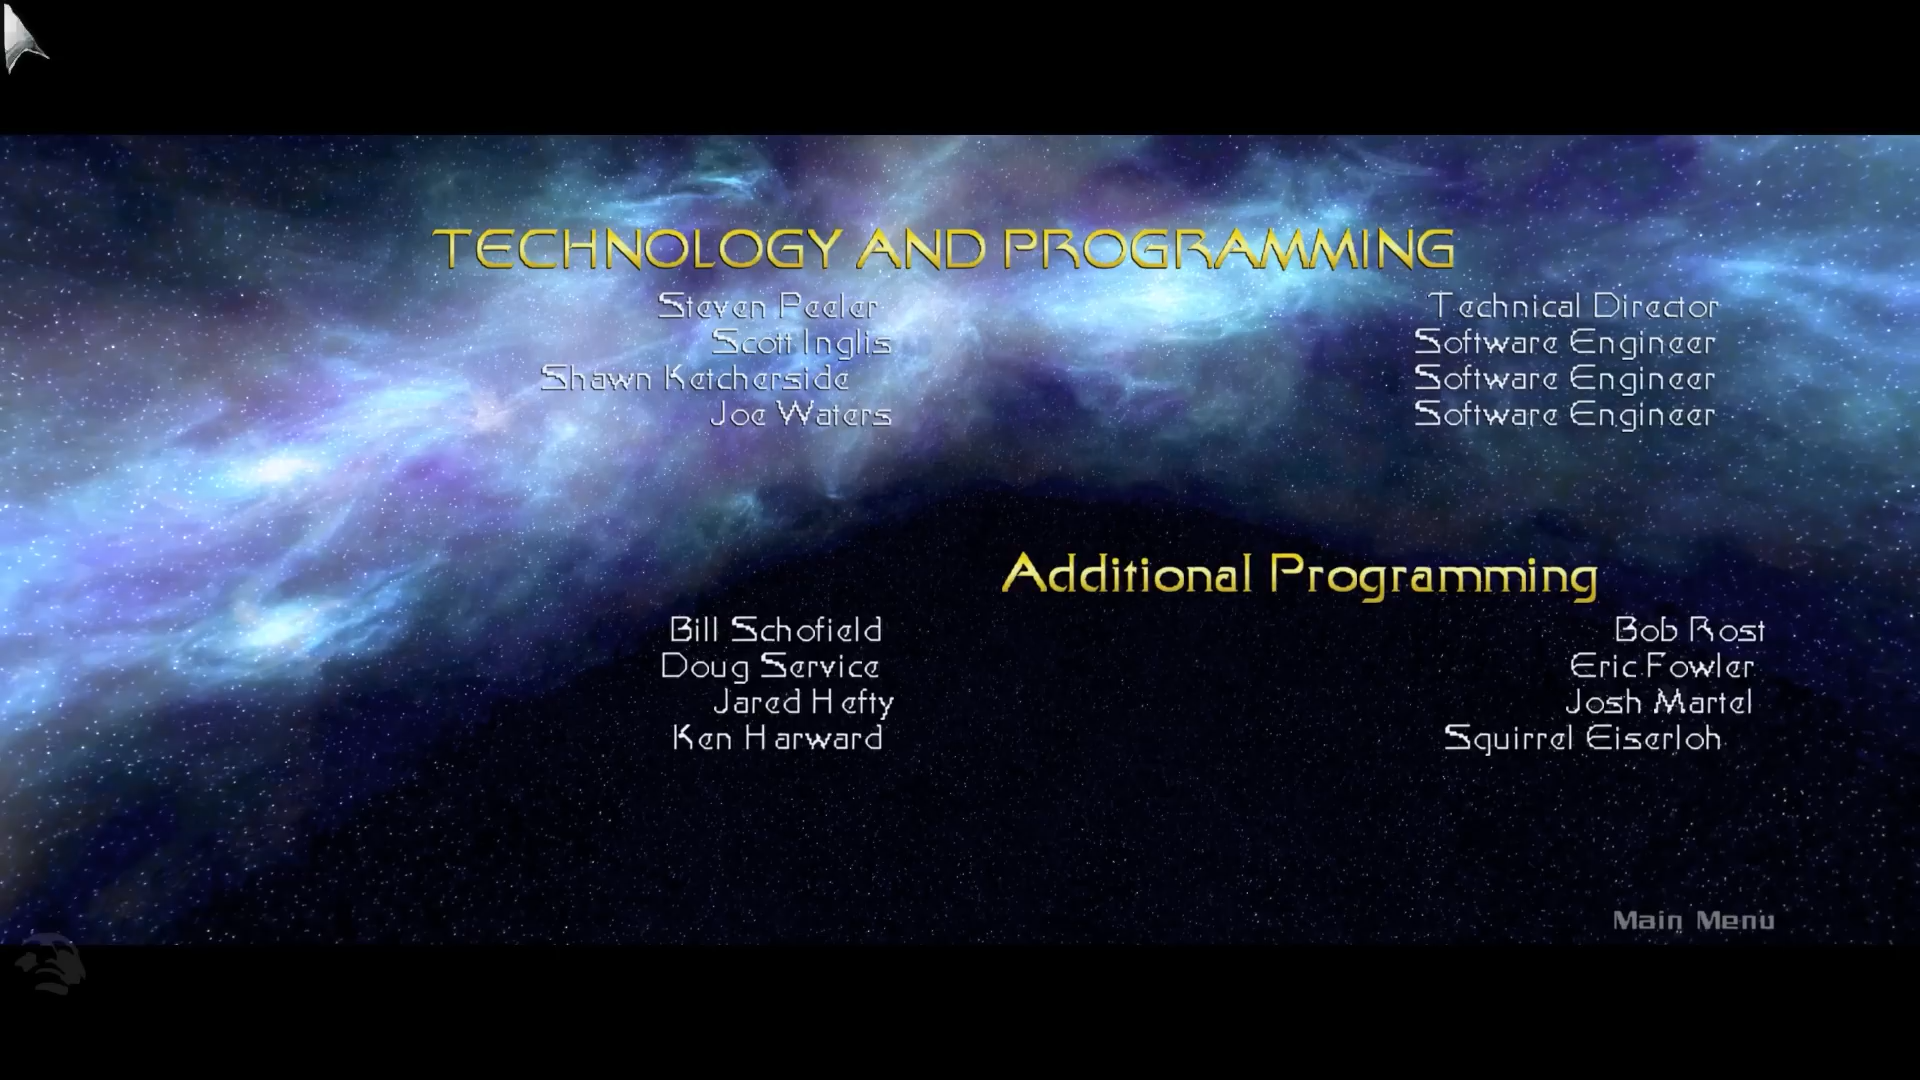 TECHNOLOGY AND PROGRAMMING
Steven Peeler Technical Director
Scott Inglis Software Engineer
Shawn Ketcherside Software Engineer
Joe Waters Software Engineer
Additional Programming
Bill Schofield Bob Rost
Doug Service Eric Fowler
Jared Hefty Josh Martel
Ken Harward Squirrel Eiserloh
Main Menu